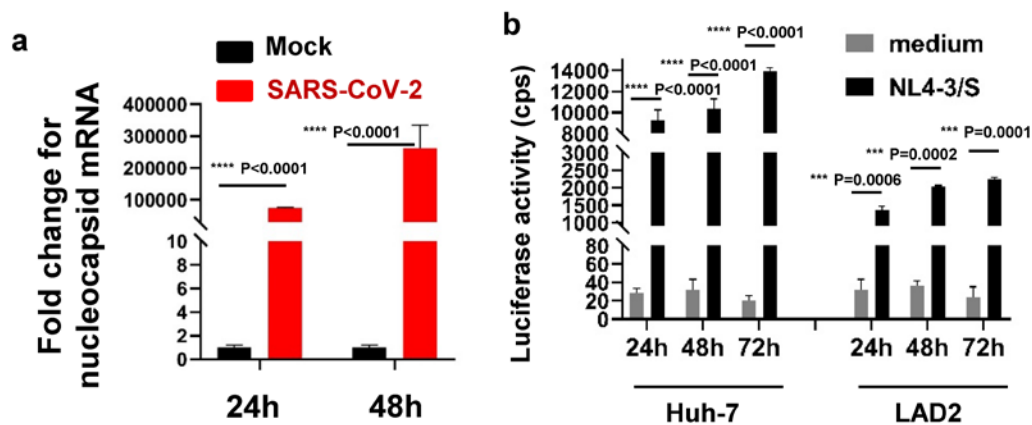 a
Mock
SARS-CoV-2
Fold change for
nucleocapsid mRNA
400000
300000
200000
100000
10
8
6
4
2
0
**** P<0.0001
**** P<0.0001
24h
48h
b
medium
NL4-3/S
Luciferase activity (cps)
14000
12000
10000
8000
3000
2500
2000
1500
1000
80
60
40
20
0
**** P<0.0001
**** P<0.0001
**** P<0.0001
*** P=0.0006
*** P=0.0002
*** P=0.0001
24h 48h 72h
24h 48h 72h
Huh-7
LAD2